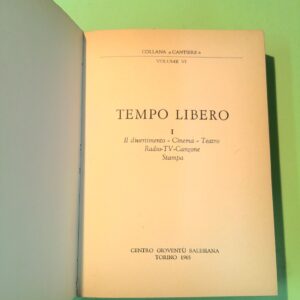 COLLANA «CANTIERE»
VOLUME VI
TEMPO LIBERO
I
Il divertimento - Cinema - Teatro
Radio-TV-Canzone
Stampa
CENTRO GIOVENTÙ SALESIANA
TORINO 1965